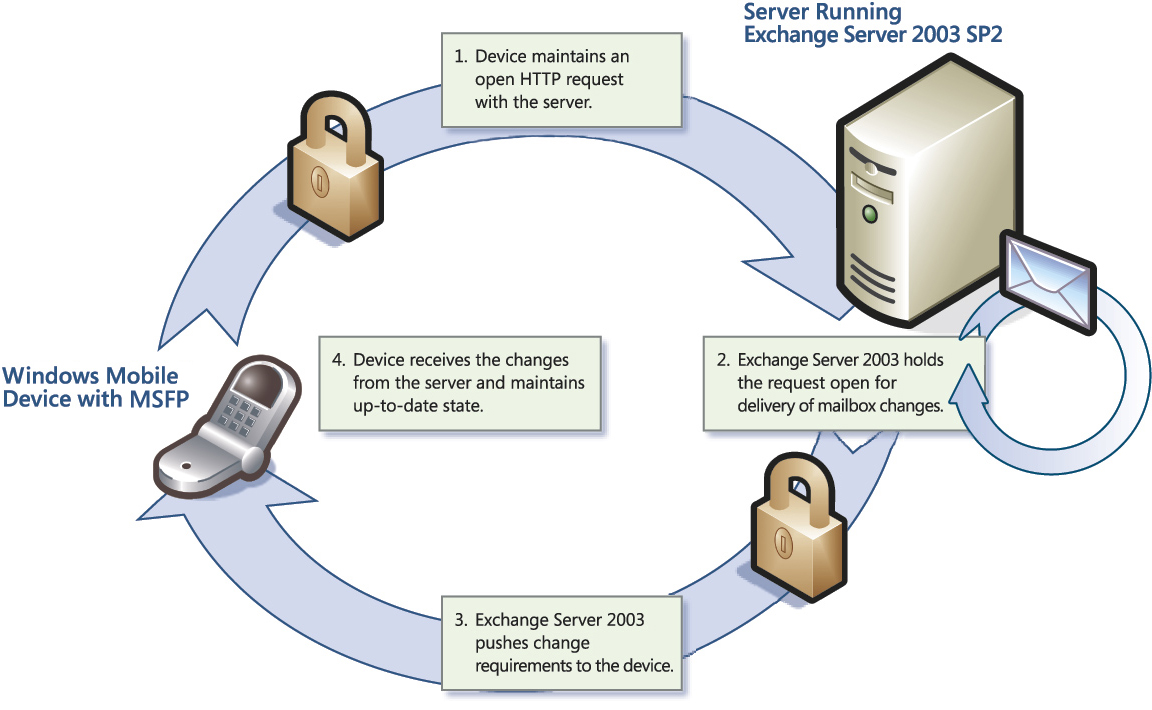 Server Running
Exchange Server 2003 SP2
1. Device maintains an
open HTTP request
with the server.
Windows Mobile
Device with MSFP
4. Device receives the changes
from the server and maintains
up-to-date state.
2. Exchange Server 2003 holds
the request open for
delivery of mailbox changes.
3. Exchange Server 2003
pushes change
requirements to the device.